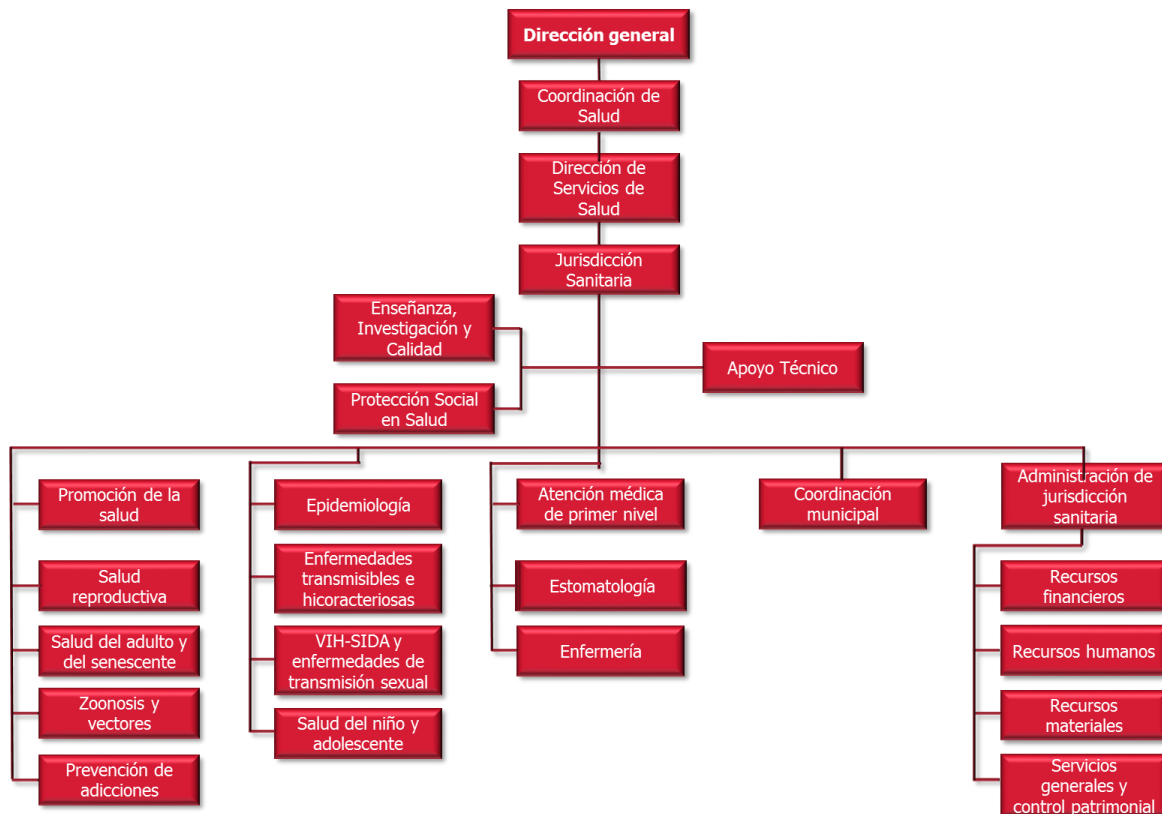 Dirección general
Coordinación de
Salud
Dirección de
Servicios de
Salud
Jurisdicción
Sanitaria
Enseñanza,
Investigación y
Calidad
Apoyo Técnico
Protección Social
en Salud
Promoción de la
salud
Salud
reproductiva
Salud del adulto y
del senescente
Zoonosis y
vectores
Prevención de
adicciones
Epidemiología
Enfermedades
transmisibles e
hicoracteriosas
VIH-SIDA y
enfermedades de
transmisión sexual
Salud del niño y
adolescente
Atención médica
de primer nivel
Estomatología
Enfermería
Coordinación
municipal
Administración de
jurisdicción
sanitaria
Recursos
financieros
Recursos humanos
Recursos
materiales
Servicios
generales y
control patrimonial